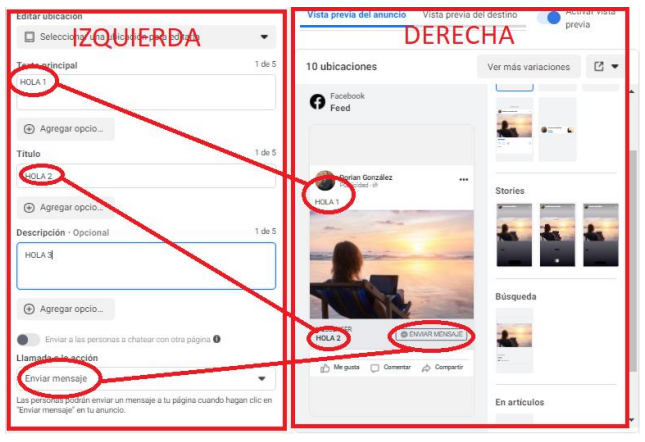 Editar ubicación
IZQUIERDA
Seleccionar una ubicación para editarla
Texto principal
1 de 5
HOLA 1
Agregar opcio...
Título
1 de 5
HOLA 2
Agregar opcio...
Descripción - Opcional
1 de 5
HOLA 3
Agregar opcio...
Enviar a las personas a chatear con otra página
Llamada a la acción
Enviar mensaje
Las personas podrán enviar un mensaje a tu página cuando hagan clic en
"Enviar mensaje" en tu anuncio.
Vista previa del anuncio
Vista previa del destino
Activar vista
previa
DERECHA
10 ubicaciones
Ver más variaciones
Facebook
Feed
Dorian González
Publicidad
HOLA 1
HOLA 2
ENVIAR MENSAJE
Me gusta
Comentar
Compartir
Stories
Búsqueda
En artículos